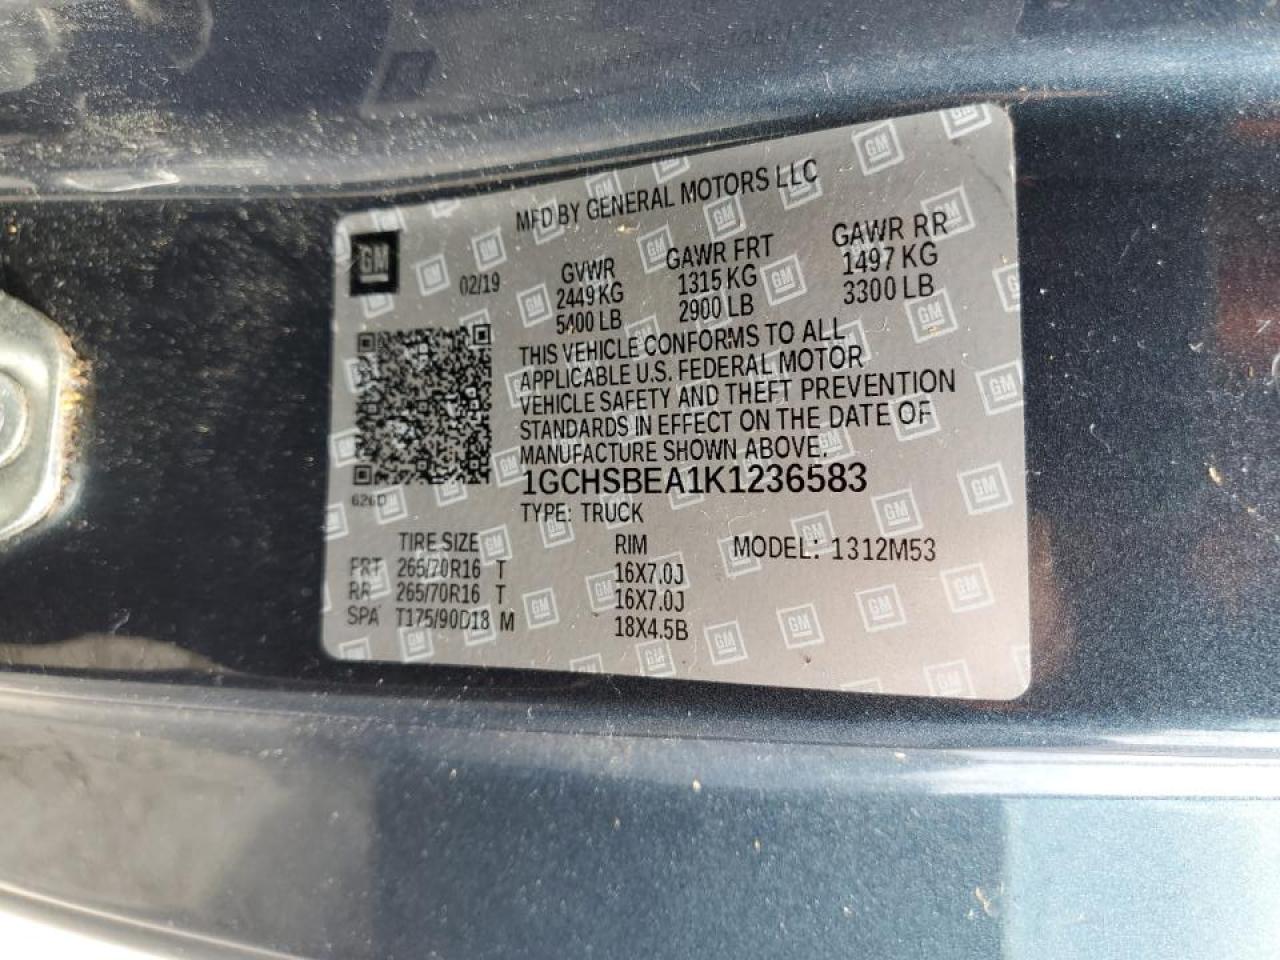 MFD BY GENERAL MOTORS LLC
GM
02/19
GVWR
2449 KG
5400 LB
GAWR FRT
1315 KG
2900 LB
GAWR RR
1497 KG
3300 LB
THIS VEHICLE CONFORMS TO ALL
APPLICABLE U.S. FEDERAL MOTOR
VEHICLE SAFETY AND THEFT PREVENTION
STANDARDS IN EFFECT ON THE DATE OF
MANUFACTURE SHOWN ABOVE.
1GCHSBEA1K1236583
626D
TYPE: TRUCK
TIRE SIZE RIM MODEL: 1312M53
FRT 265/70R16 T 16X7.0J
RR 265/70R16 T 16X7.0J
SPA T175/90D18 M 18X4.5B